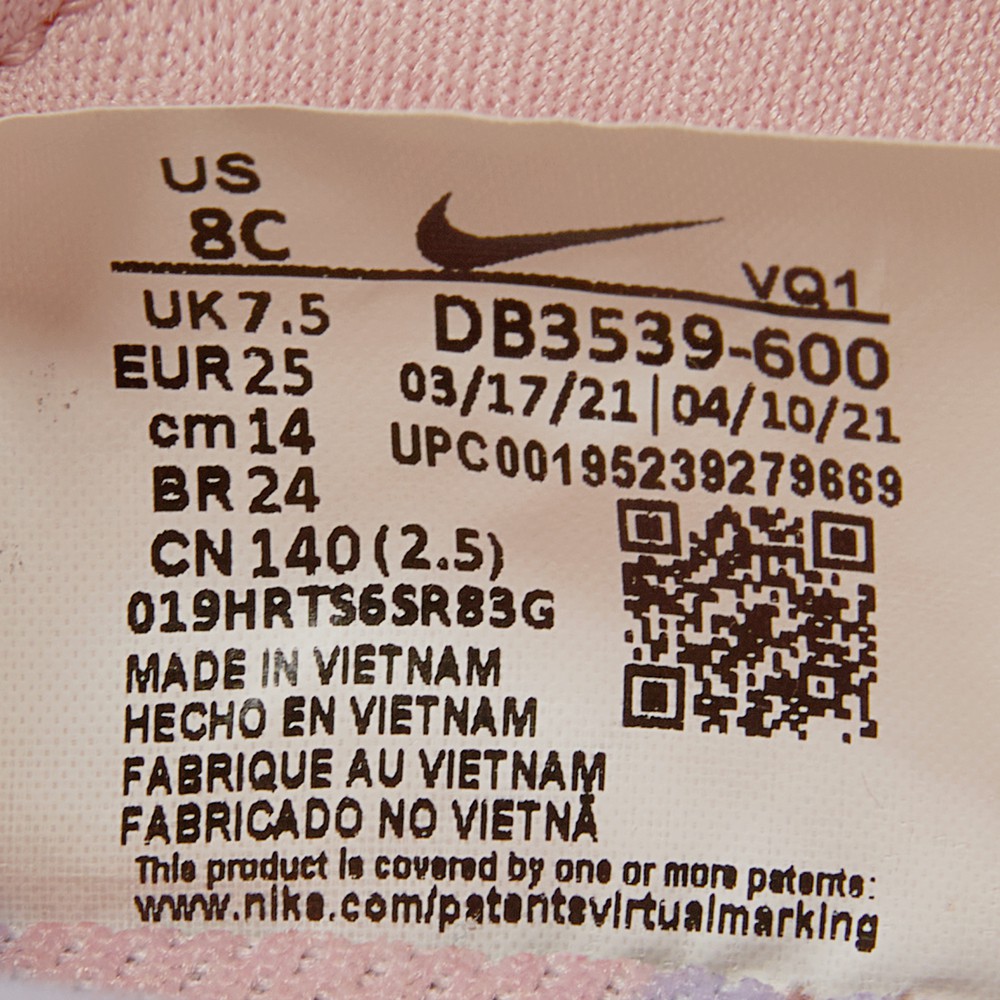 US
8C
VQ1
UK 7.5
DB3539-600
EUR 25
03/17/21 | 04/10/21
cm 14
UPC 00195239279669
BR 24
CN 140 (2.5)
019HRTS6SR83G
MADE IN VIETNAM
HECHO EN VIETNAM
FABRIQUE AU VIETNAM
FABRICADO NO VIETNÃ
This product is covered by one or more patents:
www.nike.com/patentsvirtualmarking